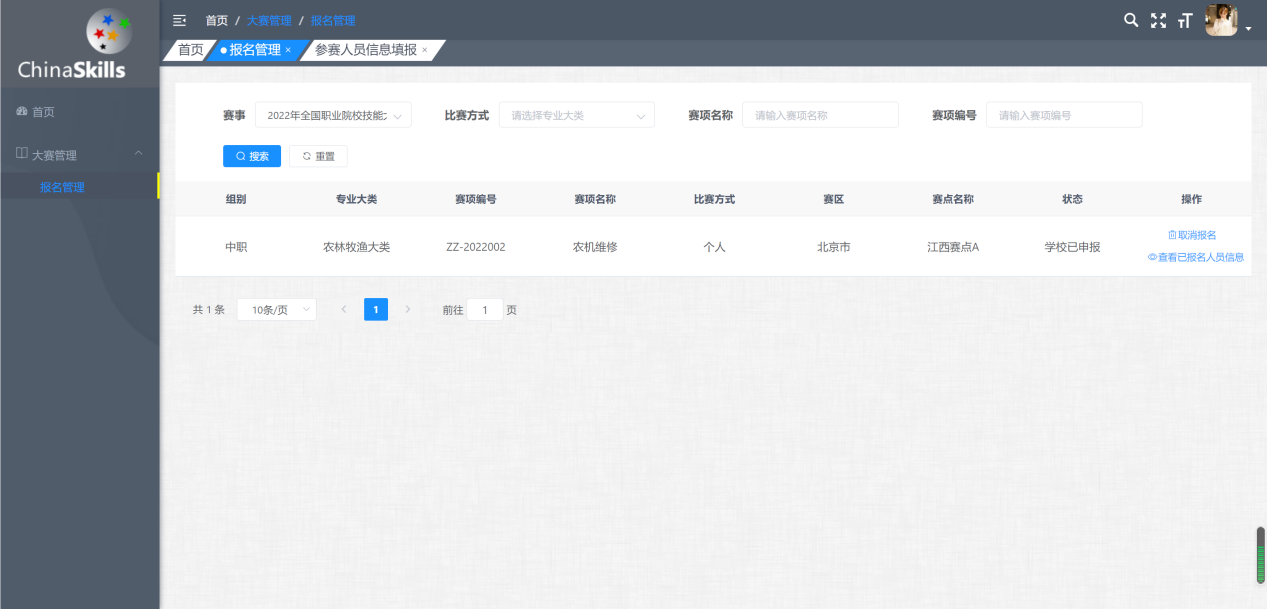 ChinaSkills
首页 / 大赛管理 / 报名管理
首页
报名管理 ×
参赛人员信息填报 ×
首页
大赛管理
报名管理
赛事 2022年全国职业院校技能大
比赛方式 请选择专业大类
赛项名称 请输入赛项名称
赛项编号 请输入赛项编号
搜索 重置
组别 专业大类 赛项编号 赛项名称 比赛方式 赛区 赛点名称 状态 操作
中职 农林牧渔大类 ZZ-2022002 农机维修 个人 北京市 江西赛点A 学校已申报
取消报名
查看已报名人员信息
共 1 条 10条/页 1 前往 1 页